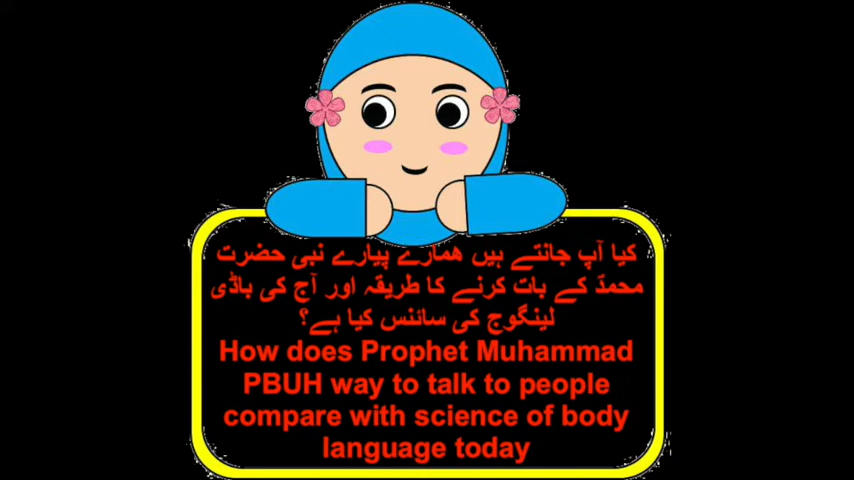 کیا آپ جانتے ہیں ھمارے پیارے نبی حضرت
محمدؐ کے بات کرنے کا طریقہ اور آج کی باڈی
لینگوج کی سائنس کیا ہے؟
How does Prophet Muhammad
PBUH way to talk to people
compare with science of body
language today